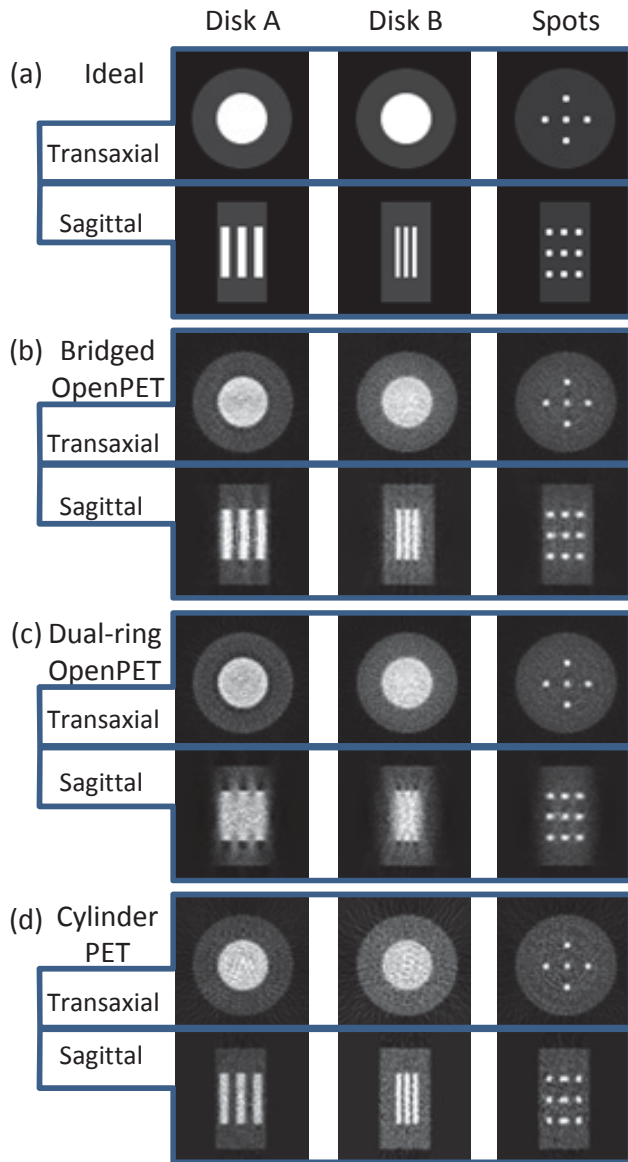 Disk A Disk B Spots
(a) Ideal
Transaxial
Sagittal
(b) Bridged
OpenPET
Transaxial
Sagittal
(c) Dual-ring
OpenPET
Transaxial
Sagittal
(d) Cylinder
PET
Transaxial
Sagittal